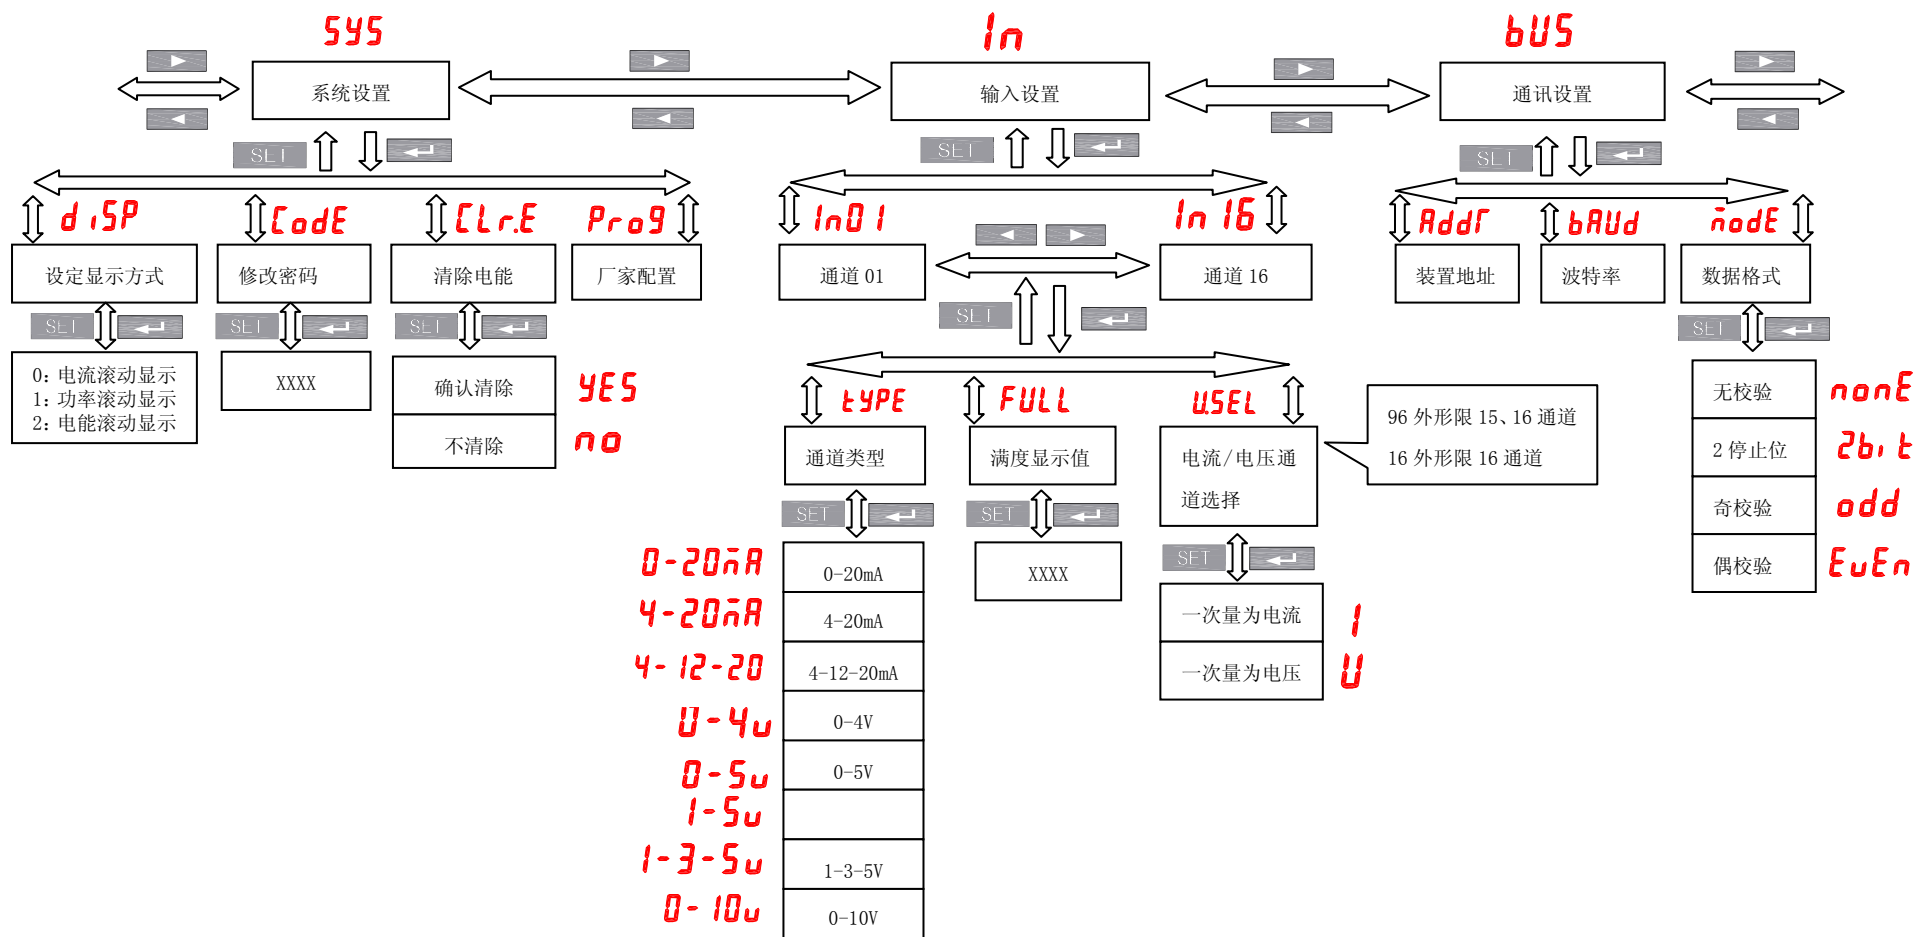 SYS
In
bUS
系统设置
输入设置
通讯设置
SET
SET
SET
diSP
CodE
CLr.E
Prog
In01
In16
Addr
bAUd
modE
设定显示方式
修改密码
清除电能
厂家配置
通道 01
通道 16
装置地址
波特率
数据格式
SET
SET
SET
SET
SET
0: 电流滚动显示
1: 功率滚动显示
2: 电能滚动显示
XXXX
确认清除
YES
不清除
no
tYPE
FULL
U.SEL
通道类型
满度显示值
电流/电压通
道选择
96 外形限 15、16 通道
16 外形限 16 通道
无校验
nonE
2 停止位
2bit
奇校验
odd
偶校验
EvEn
SET
SET
SET
0-20mA
0-20mA
4-20mA
4-20mA
4-12-20
4-12-20mA
0-4v
0-4V
0-5v
0-5V
1-5v
1-3-5v
1-3-5V
0-10v
0-10V
XXXX
一次量为电流
I
一次量为电压
U